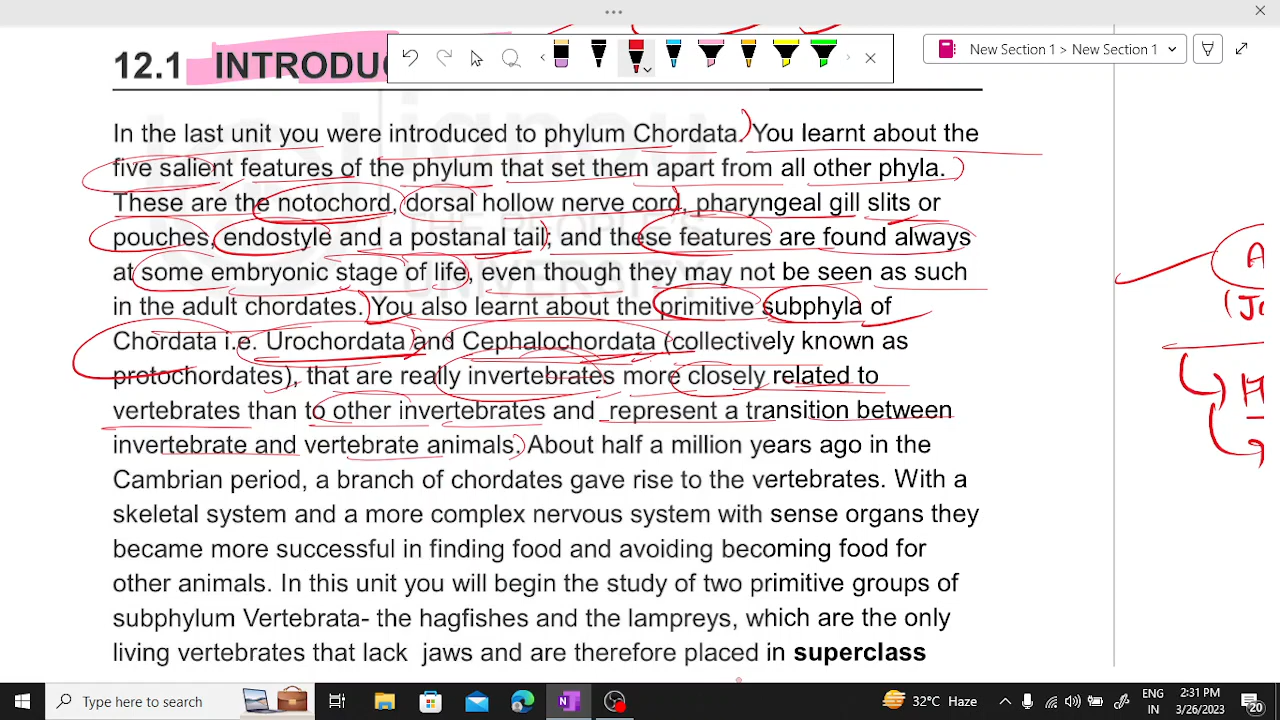 New Section 1 > New Section 1
12.1 INTRODUC
In the last unit you were introduced to phylum Chordata. You learnt about the
five salient features of the phylum that set them apart from all other phyla.
These are the notochord, dorsal hollow nerve cord, pharyngeal gill slits or
pouches, endostyle and a postanal tail; and these features are found always
at some embryonic stage of life, even though they may not be seen as such
in the adult chordates. You also learnt about the primitive subphyla of
Chordata i.e. Urochordata and Cephalochordata (collectively known as
protochordates), that are really invertebrates more closely related to
vertebrates than to other invertebrates and represent a transition between
invertebrate and vertebrate animals. About half a million years ago in the
Cambrian period, a branch of chordates gave rise to the vertebrates. With a
skeletal system and a more complex nervous system with sense organs they
became more successful in finding food and avoiding becoming food for
other animals. In this unit you will begin the study of two primitive groups of
subphylum Vertebrata- the hagfishes and the lampreys, which are the only
living vertebrates that lack jaws and are therefore placed in superclass
ignou
THE PEOPLE'S
UNIVERSITY
A
H
Type here to search
32°C Haze
ENG
IN
2:31 PM
3/26/2023
20